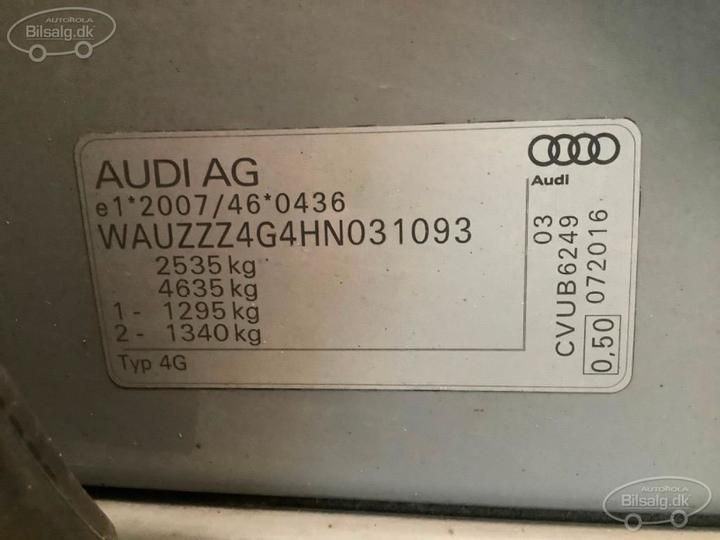 AUTOROLA
Bilsalg.dk
AUDI AG
e1*2007/46*0436
WAUZZZ4G4HN031093
2535 kg
4635 kg
1- 1295 kg
2- 1340 kg
Typ 4G
Audi
03
CVUB6249
0,50 072016
AUTOROLA
Bilsalg.dk